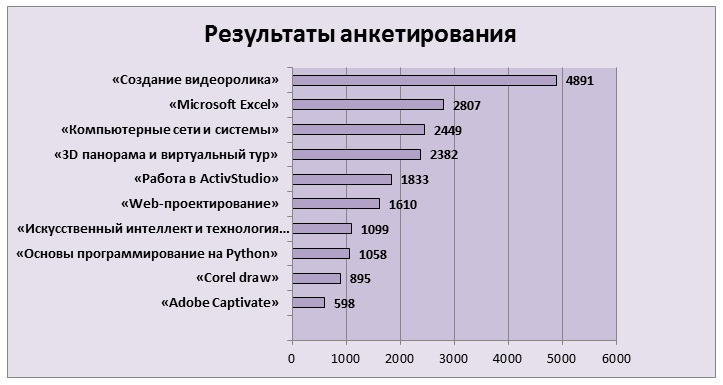 Результаты анкетирования
«Создание видеоролика» 4891
«Microsoft Excel» 2807
«Компьютерные сети и системы» 2449
«3D панорама и виртуальный тур» 2382
«Работа в ActivStudio» 1833
«Web-проектирование» 1610
«Искусственный интеллект и технология... 1099
«Основы программирование на Python» 1058
«Corel draw» 895
«Adobe Captivate» 598
0 1000 2000 3000 4000 5000 6000